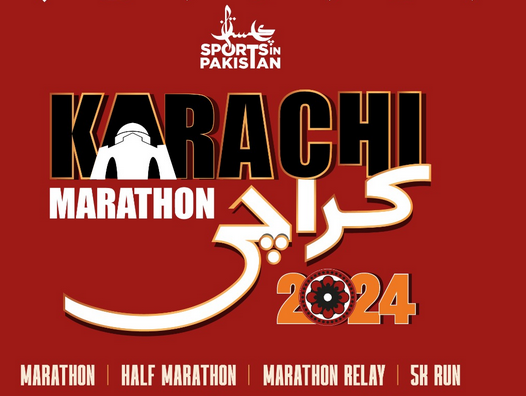 SPORTS IN
PAKISTAN
KARACHI
MARATHON
کراچی
2024
MARATHON | HALF MARATHON | MARATHON RELAY | 5K RUN